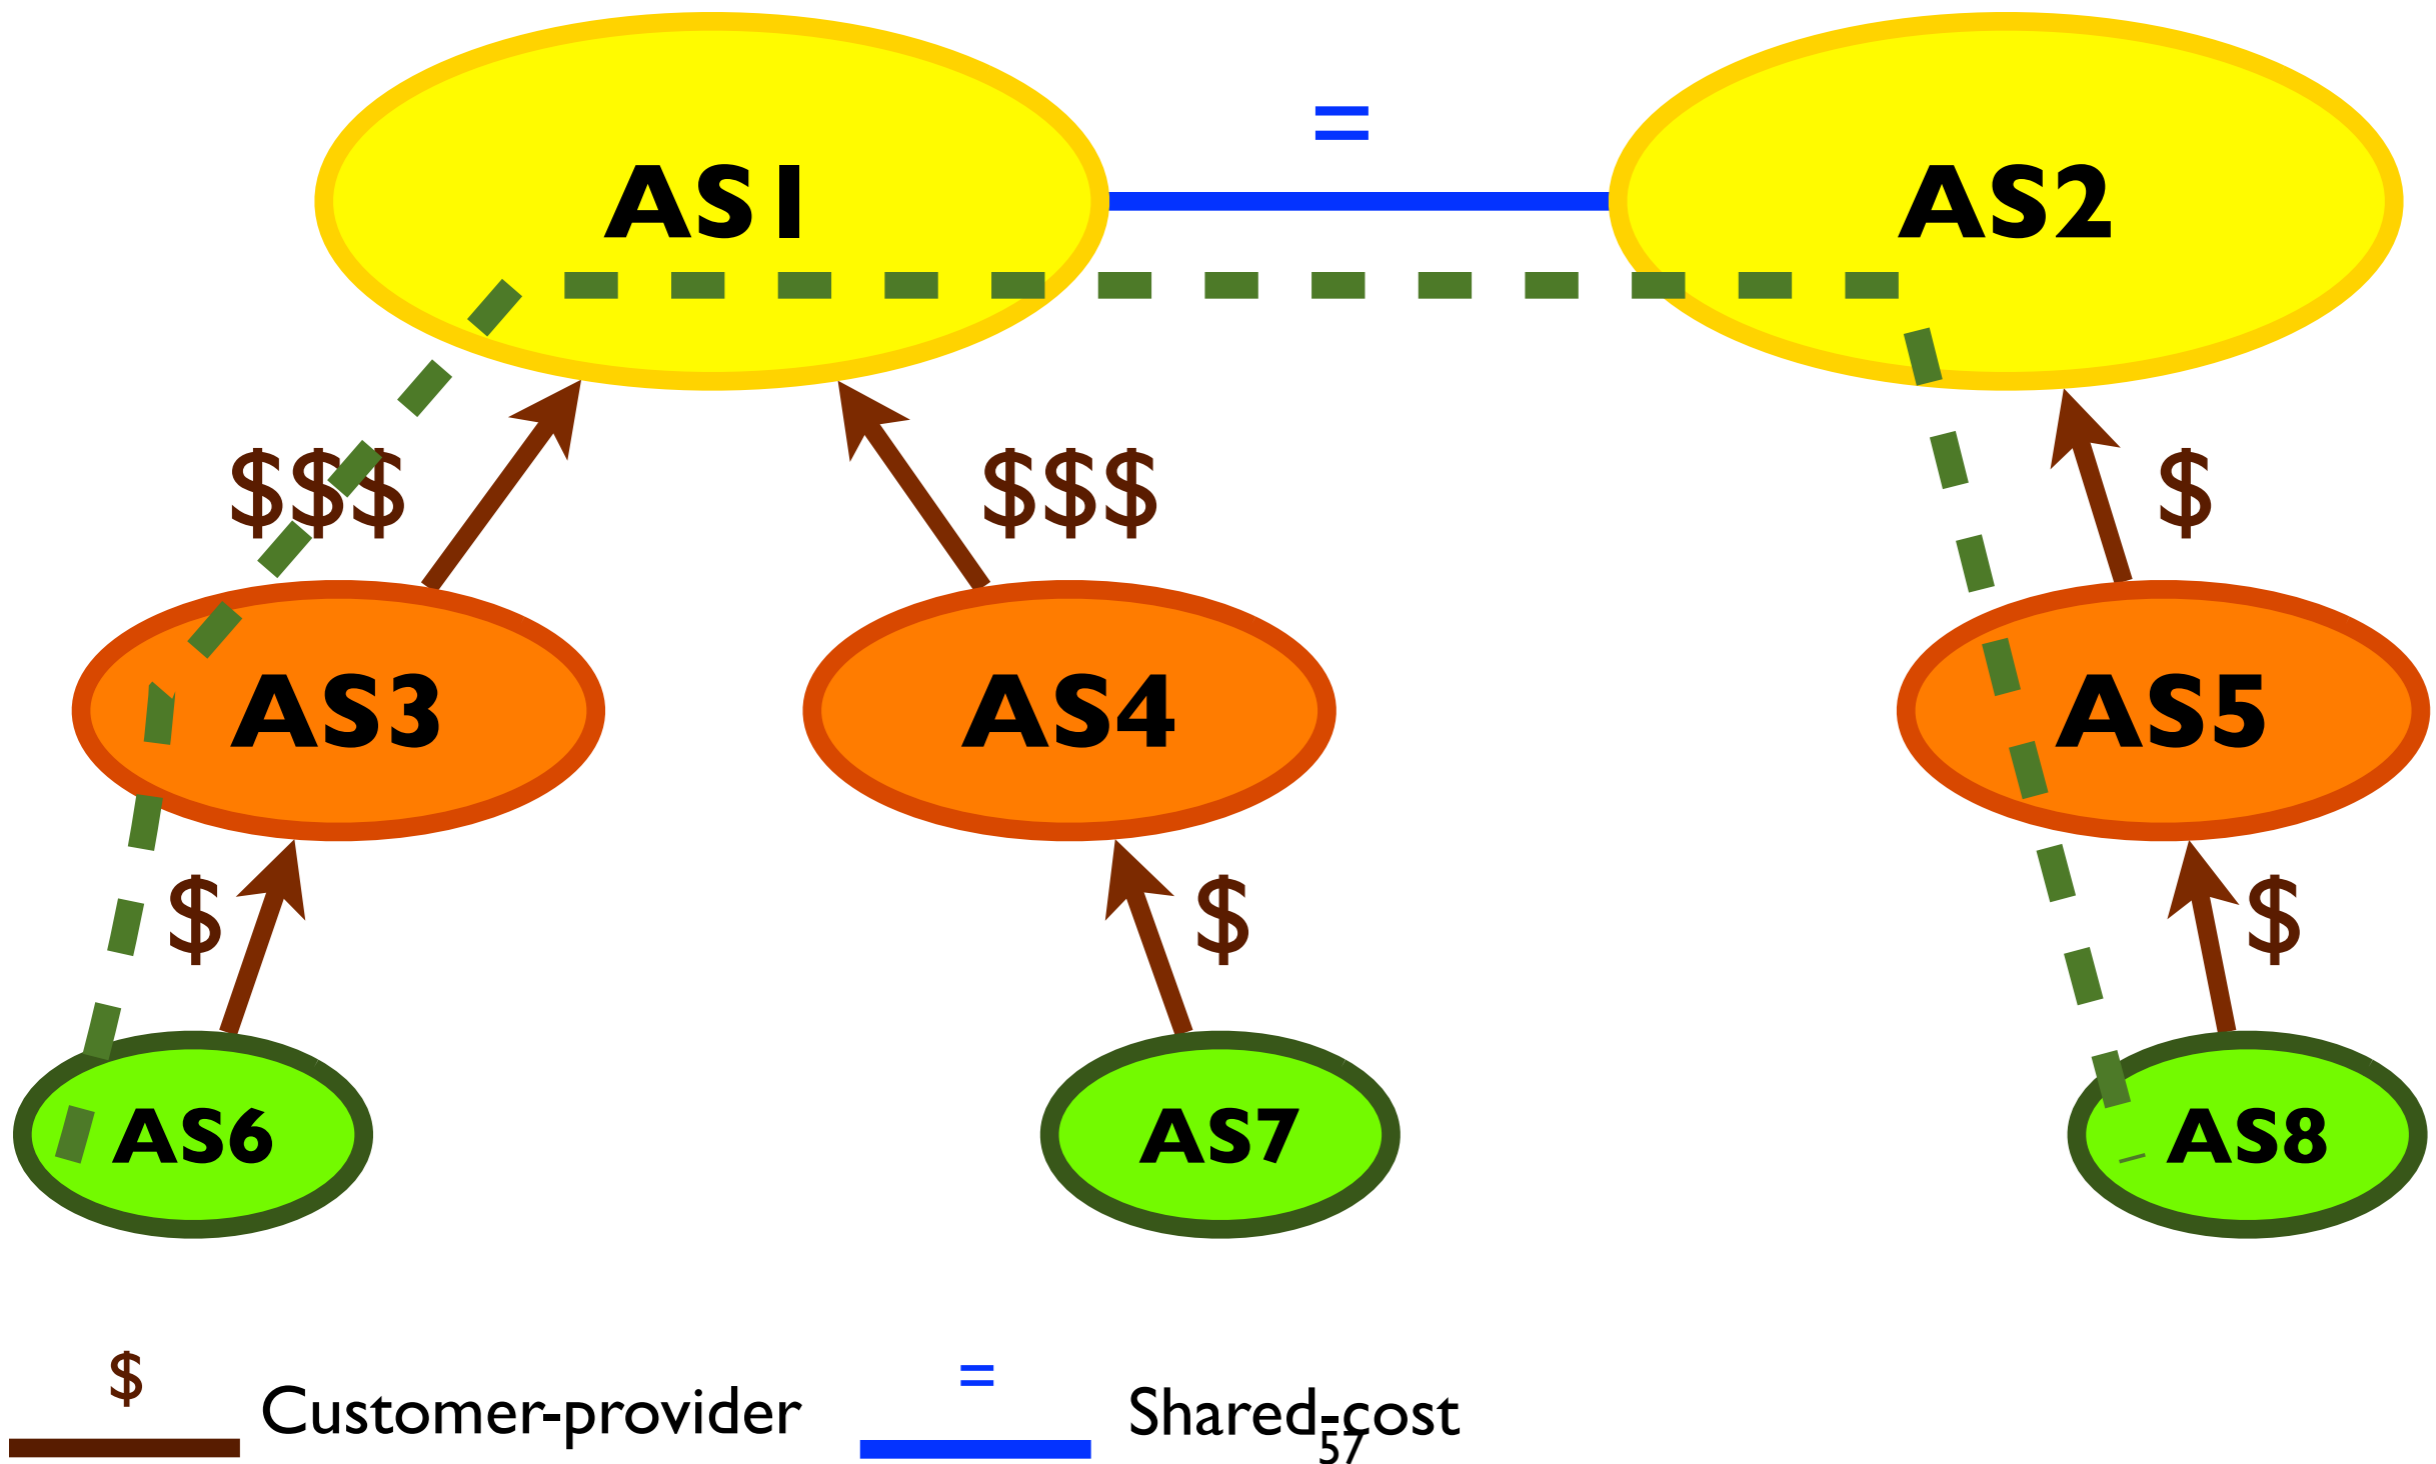 =
AS1
AS2
$$$
$$$
$
AS3
AS4
AS5
$
$
$
AS6
AS7
AS8
$
=
Customer-provider
Shared-cost
57